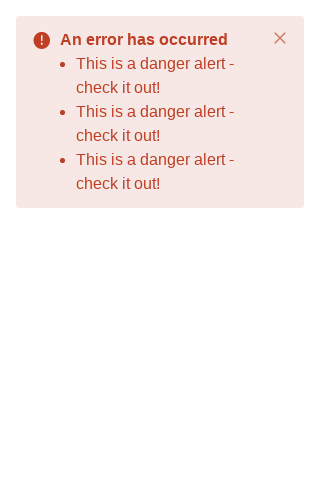 An error has occurred
This is a danger alert -
check it out!
This is a danger alert -
check it out!
This is a danger alert -
check it out!